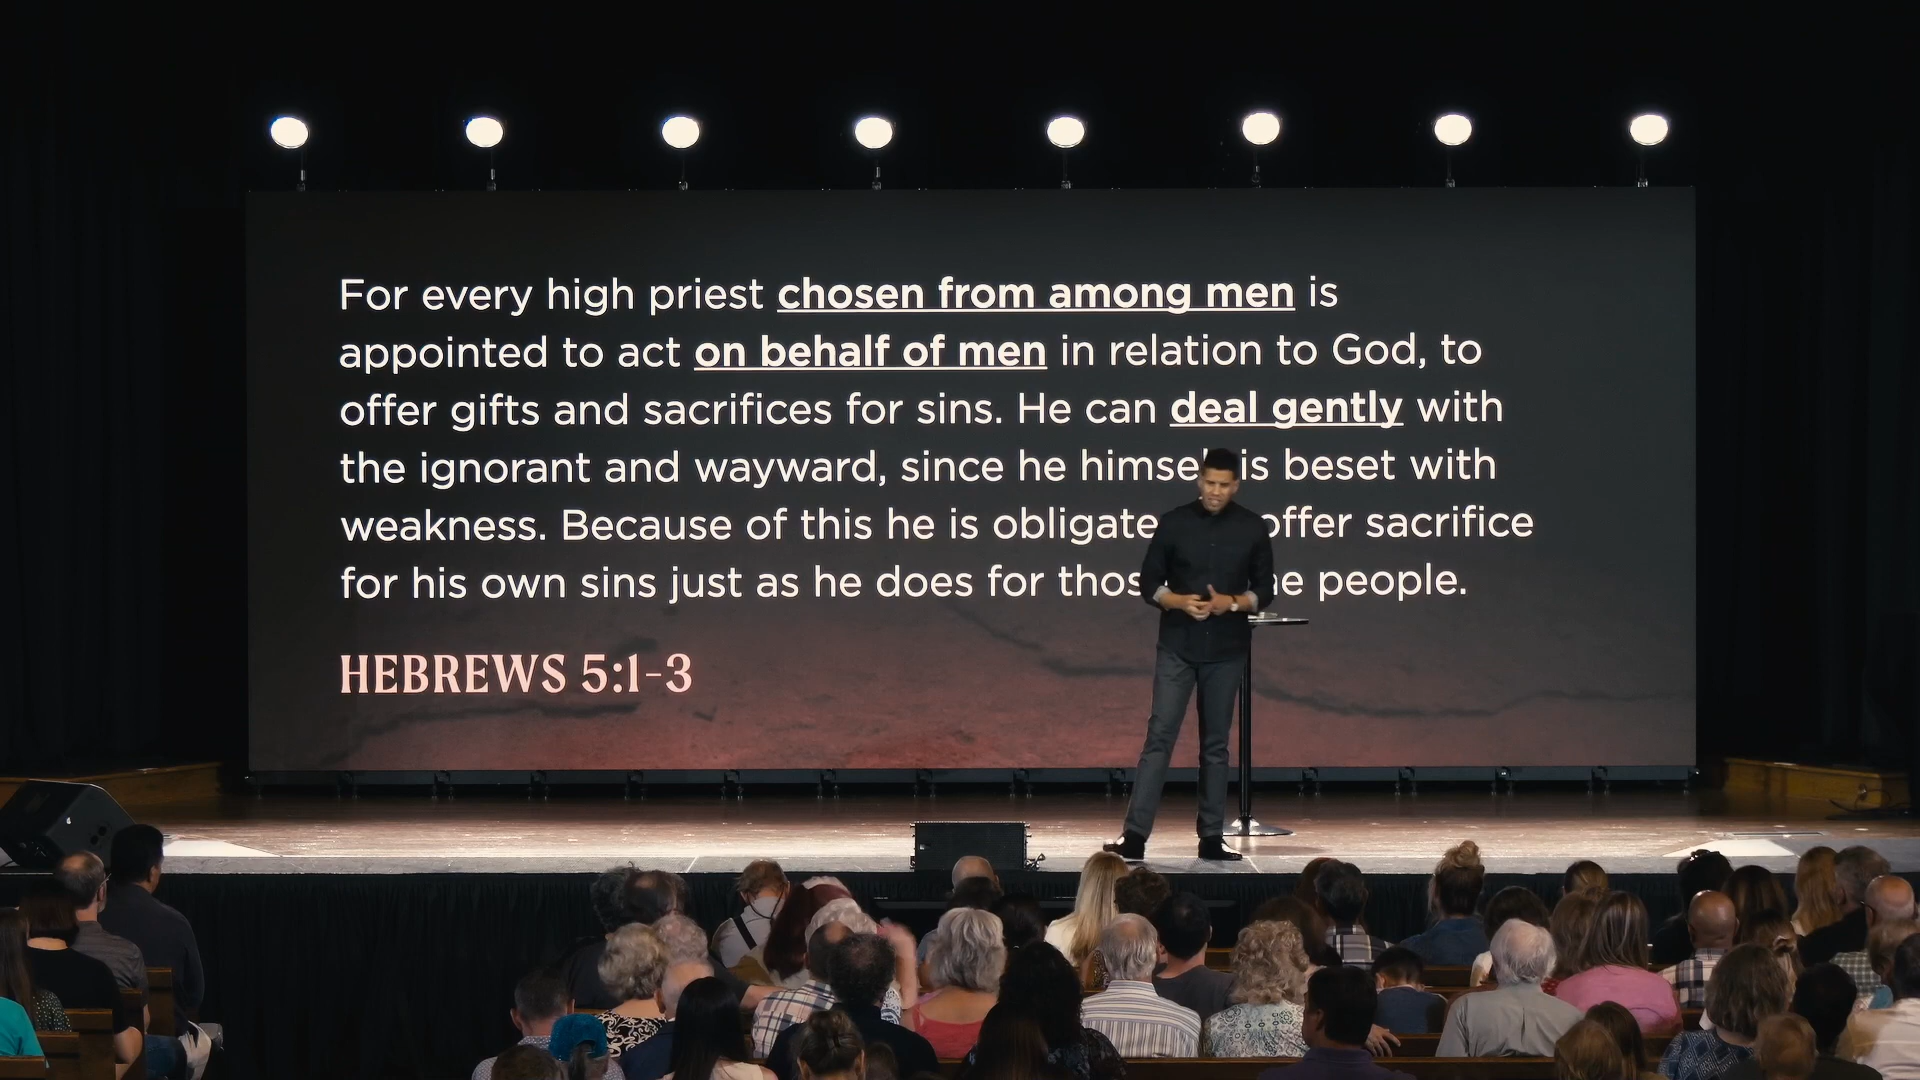 For every high priest chosen from among men is
appointed to act on behalf of men in relation to God, to
offer gifts and sacrifices for sins. He can deal gently with
the ignorant and wayward, since he is beset with
weakness. Because of this he is offer sacrifice
for his own sins just as he does for people.
HEBREWS 5:1-3